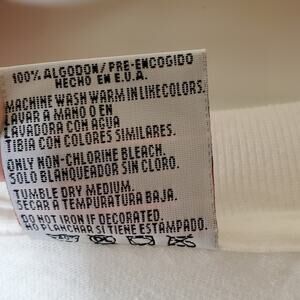 100% ALGODON/PRE-ENCOGIDO
HECHO EN E.U.A.
MACHINE WASH WARM IN LIKE COLORS.
LAVAR A MANO O EN
LAVADORA CON AGUA
TIBIA CON COLORES SIMILARES.
ONLY NON-CHLORINE BLEACH.
SOLO BLANQUEADOR SIN CLORO.
TUMBLE DRY MEDIUM.
SECAR A TEMPURATURA BAJA.
DO NOT IRON IF DECORATED.
NO PLANCHAR SI TIENE ESTAMPADO.